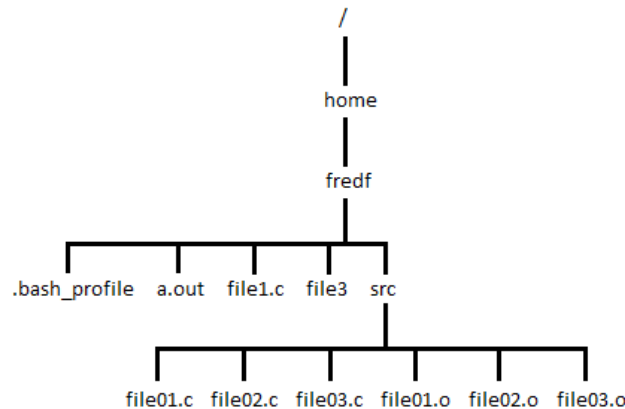 /
home
fredf
.bash_profile a.out file1.c file3 src
file01.c file02.c file03.c file01.o file02.o file03.o